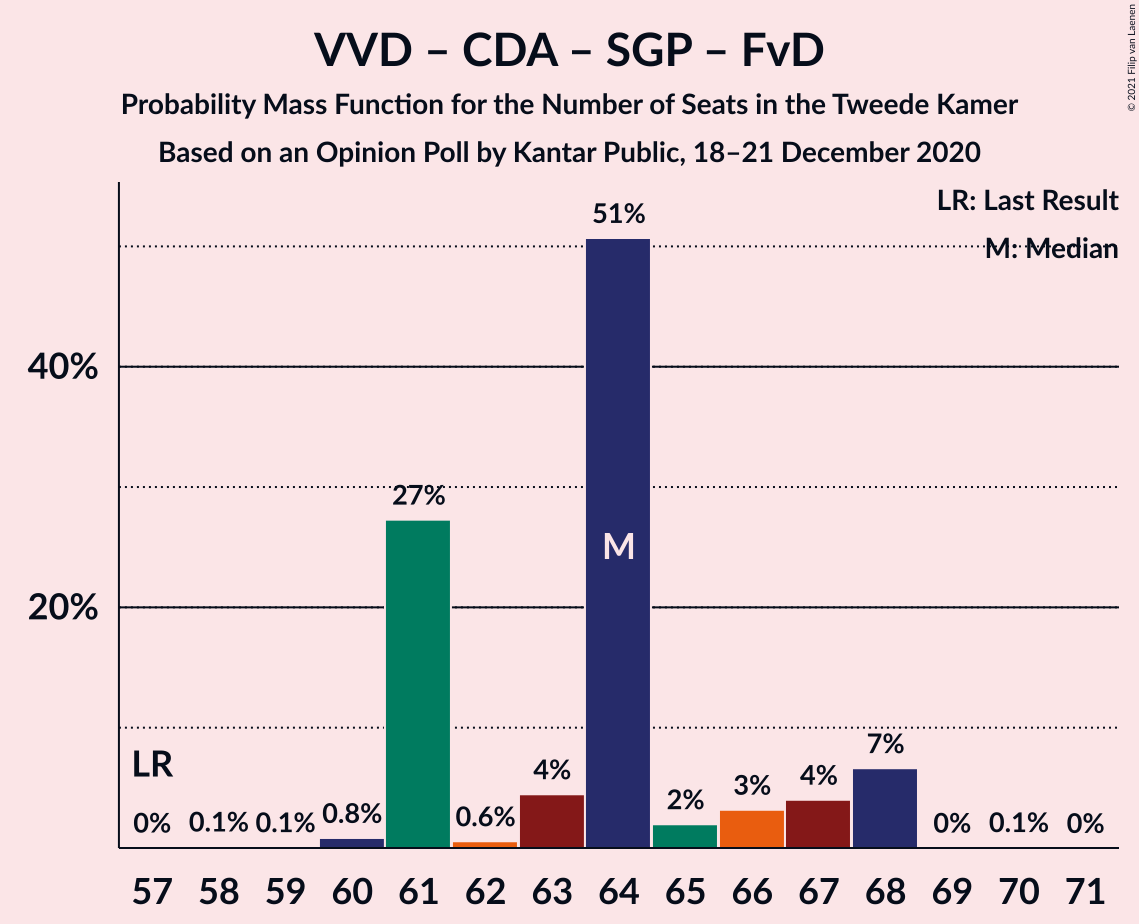 VVD – CDA – SGP – FvD
Probability Mass Function for the Number of Seats in the Tweede Kamer
Based on an Opinion Poll by Kantar Public, 18–21 December 2020
© 2021 Filip van Laenen
LR: Last Result
M: Median
51%
40%
27%
M
20%
LR
7%
4%
4%
3%
2%
0%
0.1%
0.1%
0.8%
0.6%
0%
0.1%
0%
57 58 59 60 61 62 63 64 65 66 67 68 69 70 71